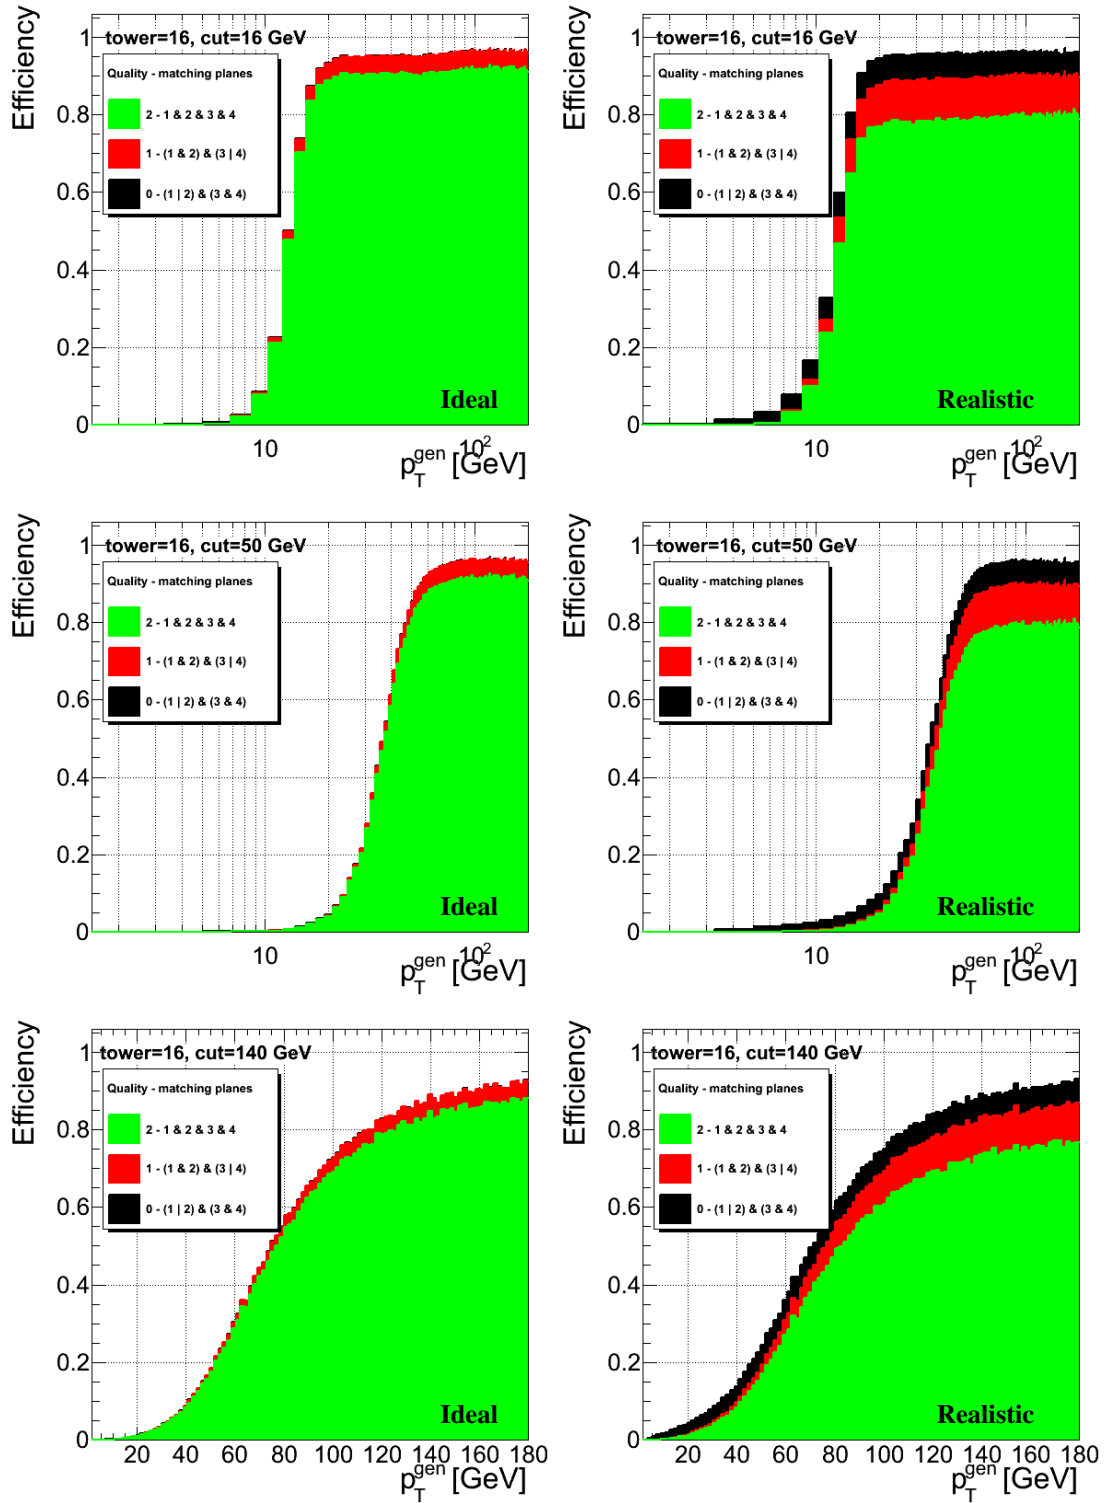 Efficiency
1
0.8
0.6
0.4
0.2
0
tower=16, cut=16 GeV
Quality - matching planes
2 - 1 & 2 & 3 & 4
1 - (1 & 2) & (3 | 4)
0 - (1 | 2) & (3 & 4)
Ideal
10 10²
p_T^gen [GeV]
Efficiency
1
0.8
0.6
0.4
0.2
0
tower=16, cut=16 GeV
Quality - matching planes
2 - 1 & 2 & 3 & 4
1 - (1 & 2) & (3 | 4)
0 - (1 | 2) & (3 & 4)
Realistic
10 10²
p_T^gen [GeV]
Efficiency
1
0.8
0.6
0.4
0.2
0
tower=16, cut=50 GeV
Quality - matching planes
2 - 1 & 2 & 3 & 4
1 - (1 & 2) & (3 | 4)
0 - (1 | 2) & (3 & 4)
Ideal
10 10²
p_T^gen [GeV]
Efficiency
1
0.8
0.6
0.4
0.2
0
tower=16, cut=50 GeV
Quality - matching planes
2 - 1 & 2 & 3 & 4
1 - (1 & 2) & (3 | 4)
0 - (1 | 2) & (3 & 4)
Realistic
10 10²
p_T^gen [GeV]
Efficiency
1
0.8
0.6
0.4
0.2
0
tower=16, cut=140 GeV
Quality - matching planes
2 - 1 & 2 & 3 & 4
1 - (1 & 2) & (3 | 4)
0 - (1 | 2) & (3 & 4)
Ideal
20 40 60 80 100 120 140 160 180
p_T^gen [GeV]
Efficiency
1
0.8
0.6
0.4
0.2
0
tower=16, cut=140 GeV
Quality - matching planes
2 - 1 & 2 & 3 & 4
1 - (1 & 2) & (3 | 4)
0 - (1 | 2) & (3 & 4)
Realistic
20 40 60 80 100 120 140 160 180
p_T^gen [GeV]